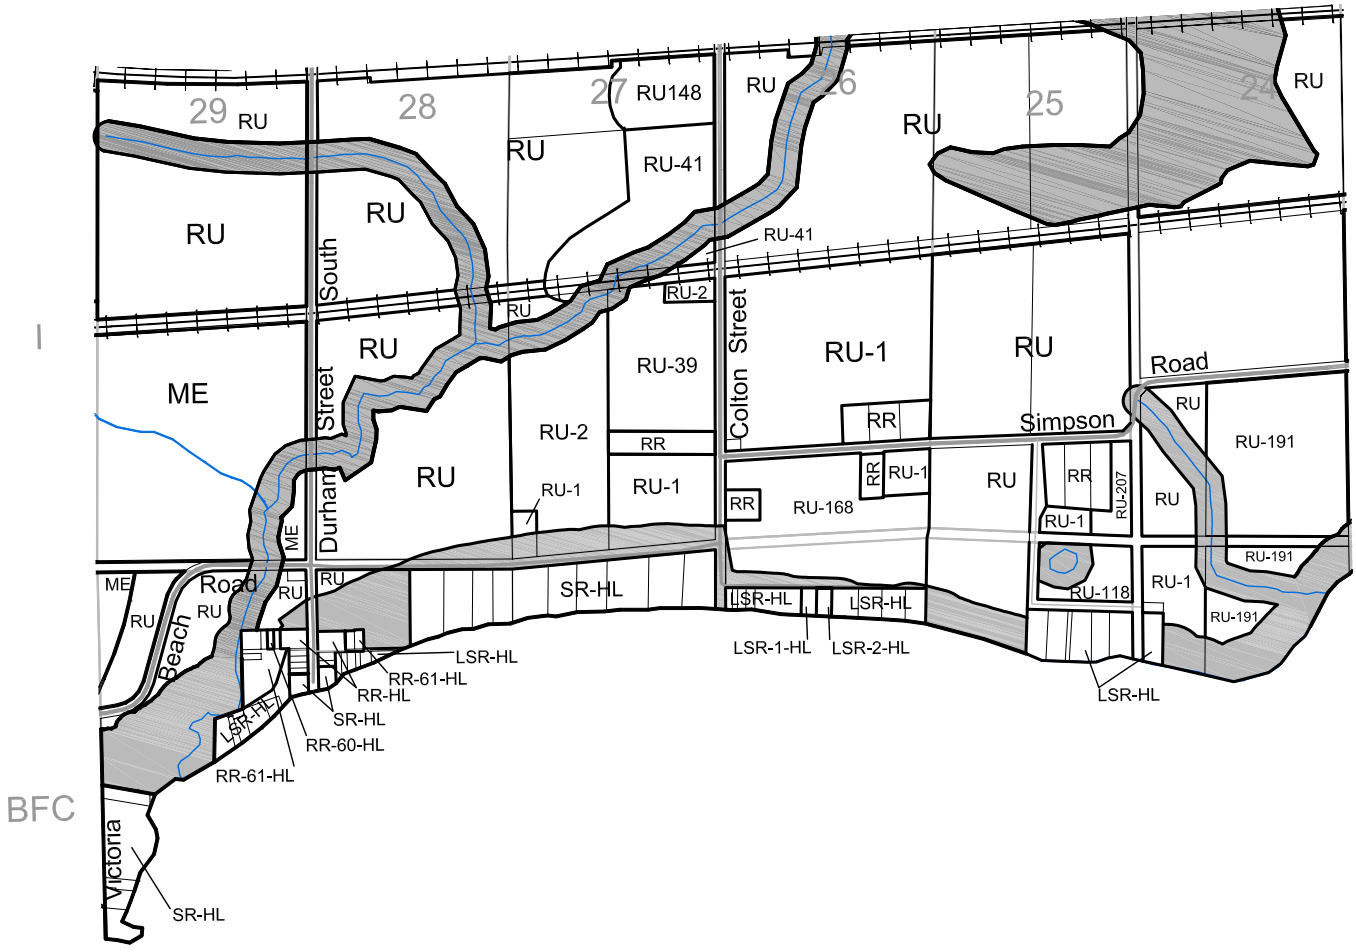 29
RU
28
27
RU148
RU
26
RU
25
24
RU
RU
RU-41
RU
RU
RU-41
South
RU-2
RU
I
RU
RU-39
Colton Street
RU-1
RU
Road
ME
Street
RU
RR
Simpson
RU-191
RU-2
RR
RU
RU-1
RU-1
RR
RU-1
RU
RR
RU-207
RU
RR
RU-168
RU-1
Durham
ME
RU-191
ME
Road
RU
RU
SR-HL
LSR-HL
LSR-HL
RU-118
RU-1
RU-191
RU
RU
Beach
LSR-1-HL
LSR-2-HL
LSR-HL
RR-61-HL
RR-HL
LSR-HL
SR-HL
LSR-HL
RR-60-HL
RR-61-HL
BFC
Victoria
SR-HL